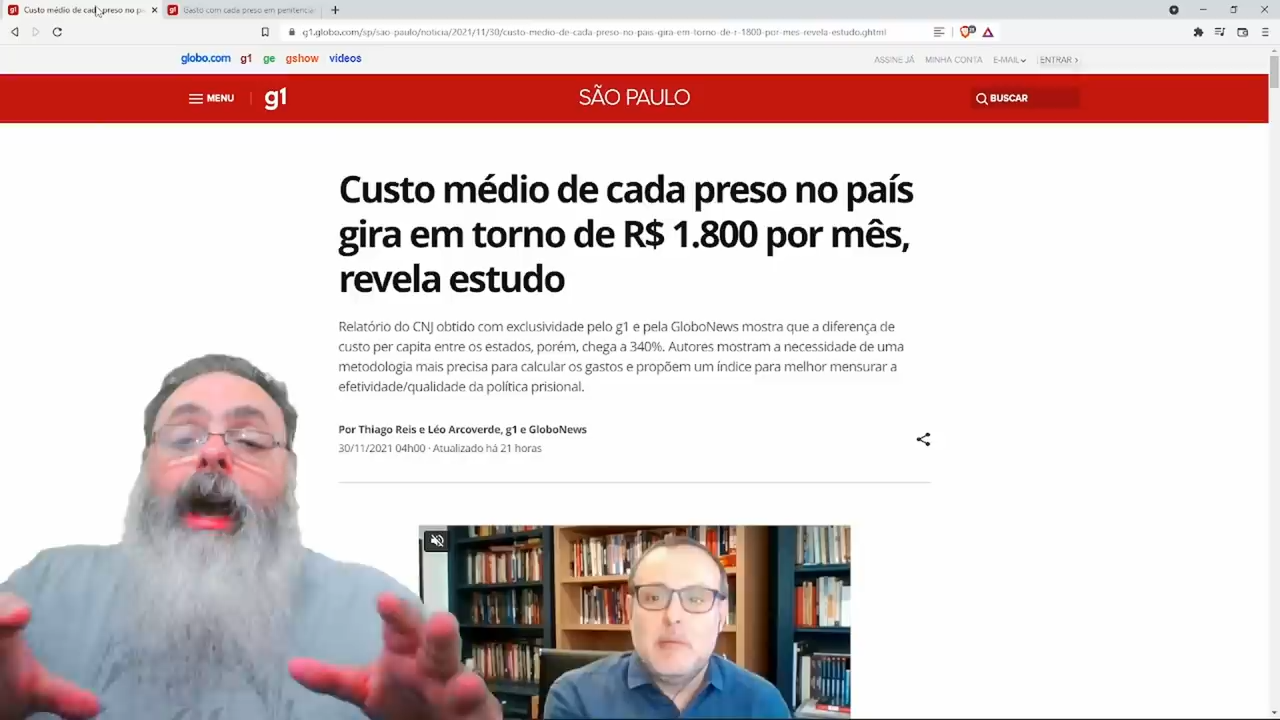 Custo médio de cada preso no pa
Gasto com cada preso em penitenciá
g1.globo.com/sp/sao-paulo/noticia/2021/11/30/custo-medio-de-cada-preso-no-pais-gira-em-torno-de-r-1800-por-mes-revela-estudo.ghtml
globo.com g1 ge gshow vídeos
ASSINE JÁ MINHA CONTA E-MAIL ENTRAR ›
MENU g1 SÃO PAULO BUSCAR
Custo médio de cada preso no país
gira em torno de R$ 1.800 por mês,
revela estudo
Relatório do CNJ obtido com exclusividade pelo g1 e pela GloboNews mostra que a diferença de
custo per capita entre os estados, porém, chega a 340%. Autores mostram a necessidade de uma
metodologia mais precisa para calcular os gastos e propõem um índice para melhor mensurar a
efetividade/qualidade da política prisional.
Por Thiago Reis e Léo Arcoverde, g1 e GloboNews
30/11/2021 04h00 · Atualizado há 21 horas